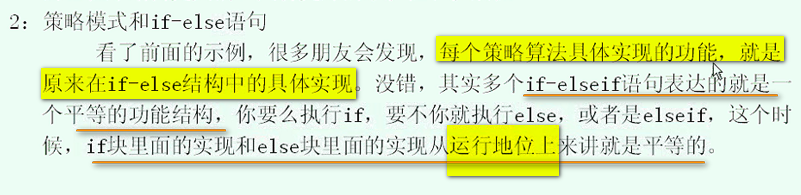 2：策略模式和if-else语句
看了前面的示例，很多朋友会发现，每个策略算法具体实现的功能，就是
原来在if-else结构中的具体实现。没错，其实多个if-elseif语句表达的就是一
个平等的功能结构，你要么执行if，要不你就执行else，或者是elseif，这个时
候，if块里面的实现和else块里面的实现从运行地位上来讲就是平等的。